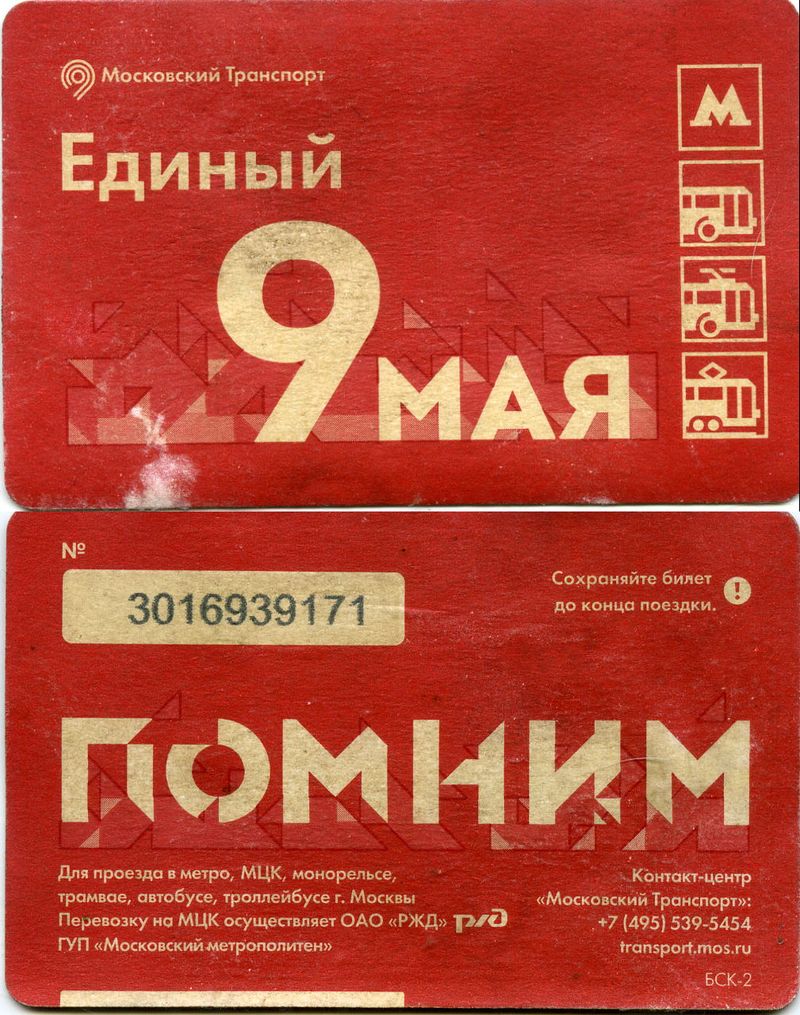 Московский Транспорт
Единый
9 МАЯ
М
№
3016939171
Сохраняйте билет
до конца поездки.
!
ПОМНИМ
Для проезда в метро, МЦК, монорельсе,
трамвае, автобусе, троллейбусе г. Москвы
Перевозку на МЦК осуществляет ОАО «РЖД» РЖД
ГУП «Московский метрополитен»
Контакт-центр
«Московский Транспорт»:
+7 (495) 539-5454
transport.mos.ru
БСК-2